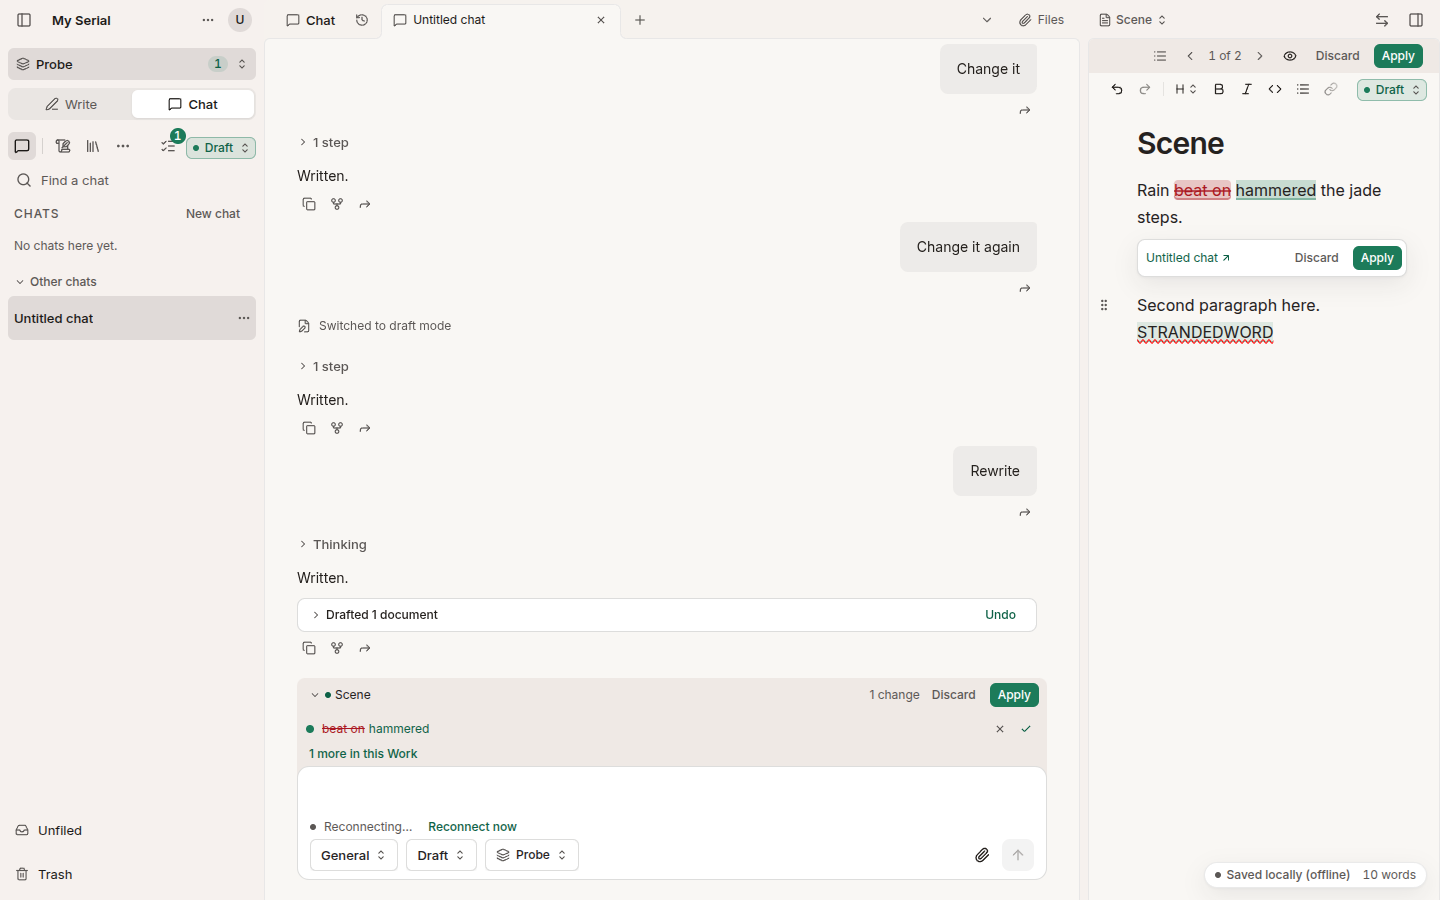 My Serial
U
Probe
1
Write
Chat
1
Draft
Find a chat
CHATS
New chat
No chats here yet.
Other chats
Untitled chat
Unfiled
Trash
Chat
Untitled chat
Files
Change it
1 step
Written.
Change it again
Switched to draft mode
1 step
Written.
Rewrite
Thinking
Written.
Drafted 1 document
Undo
Scene
1 change
Discard
Apply
beat on hammered
1 more in this Work
Reconnecting...
Reconnect now
General
Draft
Probe
Scene
1 of 2
Discard
Apply
H
B
I
Draft
Scene
Rain beat on hammered the jade
steps.
Untitled chat
Discard
Apply
Second paragraph here.
STRANDEDWORD
Saved locally (offline)
10 words